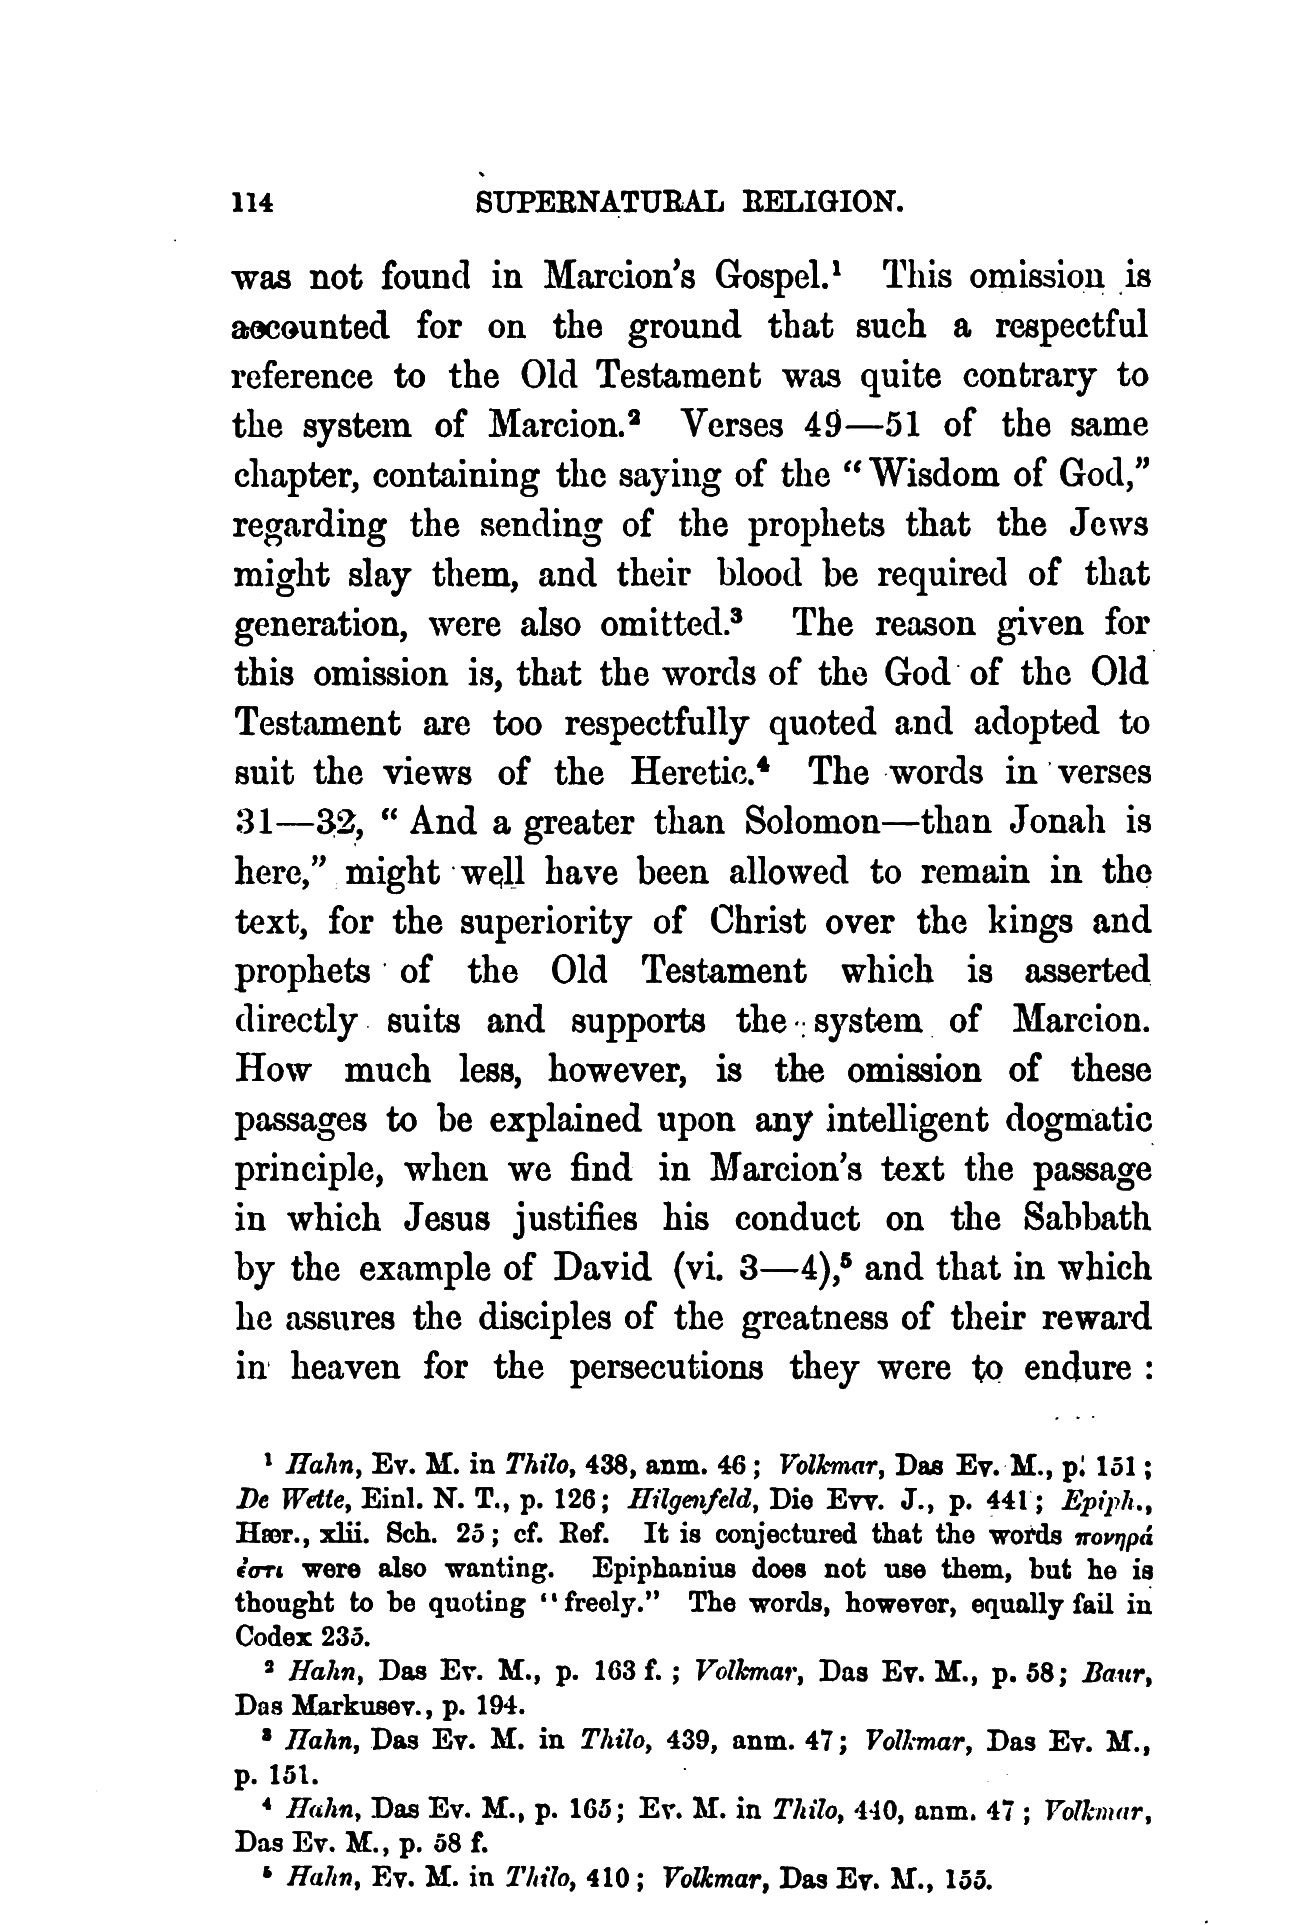 114 SUPERNATURAL RELIGION.
was not found in Marcion's Gospel.¹ This omission is
accounted for on the ground that such a respectful
reference to the Old Testament was quite contrary to
the system of Marcion.² Verses 49—51 of the same
chapter, containing the saying of the “Wisdom of God,”
regarding the sending of the prophets that the Jews
might slay them, and their blood be required of that
generation, were also omitted.³ The reason given for
this omission is, that the words of the God of the Old
Testament are too respectfully quoted and adopted to
suit the views of the Heretic.⁴ The words in verses
31—32, “And a greater than Solomon—than Jonah is
here,” might well have been allowed to remain in the
text, for the superiority of Christ over the kings and
prophets of the Old Testament which is asserted
directly suits and supports the system of Marcion.
How much less, however, is the omission of these
passages to be explained upon any intelligent dogmatic
principle, when we find in Marcion's text the passage
in which Jesus justifies his conduct on the Sabbath
by the example of David (vi. 3—4),⁵ and that in which
he assures the disciples of the greatness of their reward
in heaven for the persecutions they were to endure :
¹ Hahn, Ev. M. in Thilo, 438, anm. 46 ; Volkmar, Das Ev. M., p. 151 ;
De Wette, Einl. N. T., p. 126 ; Hilgenfeld, Die Evv. J., p. 441 ; Epiph.,
Hær., xlii. Sch. 25 ; cf. Ref. It is conjectured that the words πονηρά
ἐστι were also wanting. Epiphanius does not use them, but he is
thought to be quoting “freely.” The words, however, equally fail in
Codex 235.
² Hahn, Das Ev. M., p. 163 f. ; Volkmar, Das Ev. M., p. 58 ; Baur,
Das Markusev., p. 194.
³ Hahn, Das Ev. M. in Thilo, 439, anm. 47 ; Volkmar, Das Ev. M.,
p. 151.
⁴ Hahn, Das Ev. M., p. 165 ; Ev. M. in Thilo, 440, anm. 47 ; Volkmar,
Das Ev. M., p. 58 f.
⁵ Hahn, Ev. M. in Thilo, 410 ; Volkmar, Das Ev. M., 155.